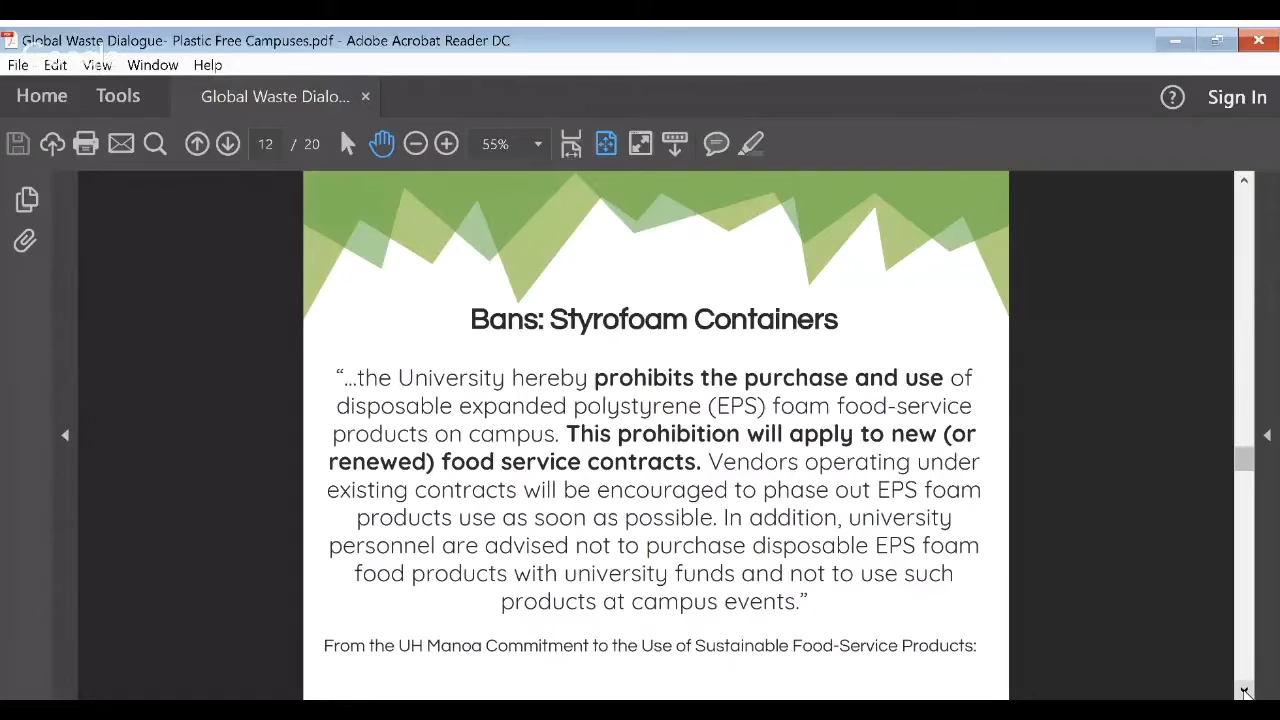 Global Waste Dialogue- Plastic Free Campuses.pdf - Adobe Acrobat Reader DC
File Edit View Window Help
Home Tools Global Waste Dialo... × ? Sign In
12 / 20 55%
Bans: Styrofoam Containers
“...the University hereby prohibits the purchase and use of
disposable expanded polystyrene (EPS) foam food-service
products on campus. This prohibition will apply to new (or
renewed) food service contracts. Vendors operating under
existing contracts will be encouraged to phase out EPS foam
products use as soon as possible. In addition, university
personnel are advised not to purchase disposable EPS foam
food products with university funds and not to use such
products at campus events.”
From the UH Manoa Commitment to the Use of Sustainable Food-Service Products: